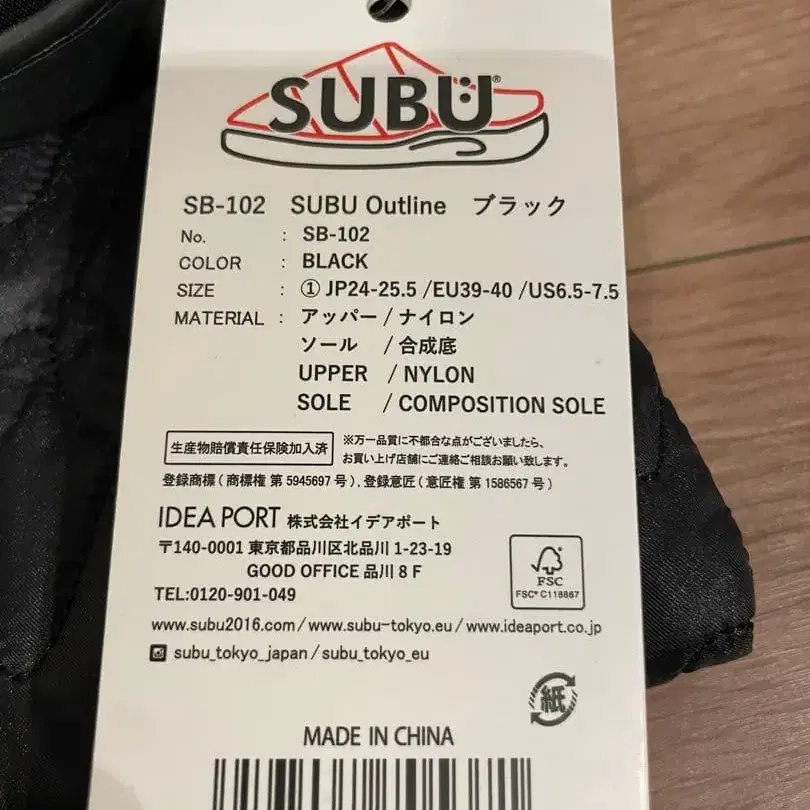 SUBU®
SB-102 SUBU Outline ブラック
No. : SB-102
COLOR : BLACK
SIZE : ① JP24-25.5 /EU39-40 /US6.5-7.5
MATERIAL : アッパー / ナイロン
ソール / 合成底
UPPER / NYLON
SOLE / COMPOSITION SOLE
生産物賠償責任保険加入済
※万一品質に不都合な点がございましたら、
お買い上げ店舗にご連絡ご相談お願い致します。
登録商標 ( 商標権 第 5945697 号 ) , 登録意匠 ( 意匠権 第 1586567 号 )
IDEA PORT 株式会社イデアポート
〒140-0001 東京都品川区北品川 1-23-19
GOOD OFFICE 品川 8 F
TEL:0120-901-049
FSC
FSC® C118867
www.subu2016.com / www.subu-tokyo.eu / www.ideaport.co.jp
subu_tokyo_japan / subu_tokyo_eu
紙
MADE IN CHINA